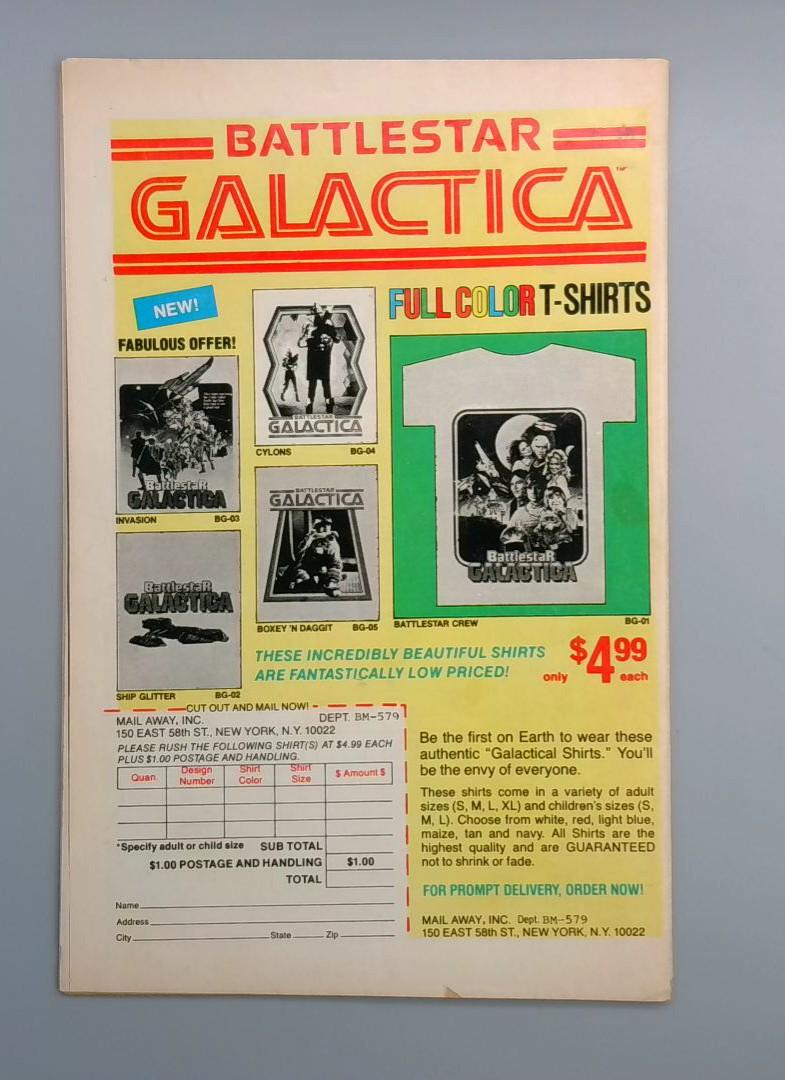 BATTLESTAR
GALACTICA™
NEW!
FABULOUS OFFER!
FULL COLOR T-SHIRTS
Battlestar
GALACTICA
INVASION BG-03
BATTLESTAR
GALACTICA
CYLONS BG-04
Battlestar
GALACTICA
SHIP GLITTER BG-02
BATTLESTAR
GALACTICA
BOXEY 'N DAGGIT BG-05
Battlestar
GALACTICA
BATTLESTAR CREW BG-01
THESE INCREDIBLY BEAUTIFUL SHIRTS
ARE FANTASTICALLY LOW PRICED!
only $4.99 each
CUT OUT AND MAIL NOW!
MAIL AWAY, INC. DEPT. BM-579
150 EAST 58th ST., NEW YORK, N.Y. 10022
PLEASE RUSH THE FOLLOWING SHIRT(S) AT $4.99 EACH
PLUS $1.00 POSTAGE AND HANDLING.
Quan. Design Number Shirt Color Shirt Size $ Amount $
*Specify adult or child size SUB TOTAL
$1.00 POSTAGE AND HANDLING $1.00
TOTAL
Name
Address
City State Zip
Be the first on Earth to wear these
authentic "Galactical Shirts." You'll
be the envy of everyone.
These shirts come in a variety of adult
sizes (S, M, L, XL) and children's sizes (S,
M, L). Choose from white, red, light blue,
maize, tan and navy. All Shirts are the
highest quality and are GUARANTEED
not to shrink or fade.
FOR PROMPT DELIVERY, ORDER NOW!
MAIL AWAY, INC. Dept. BM-579
150 EAST 58th ST., NEW YORK, N.Y. 10022